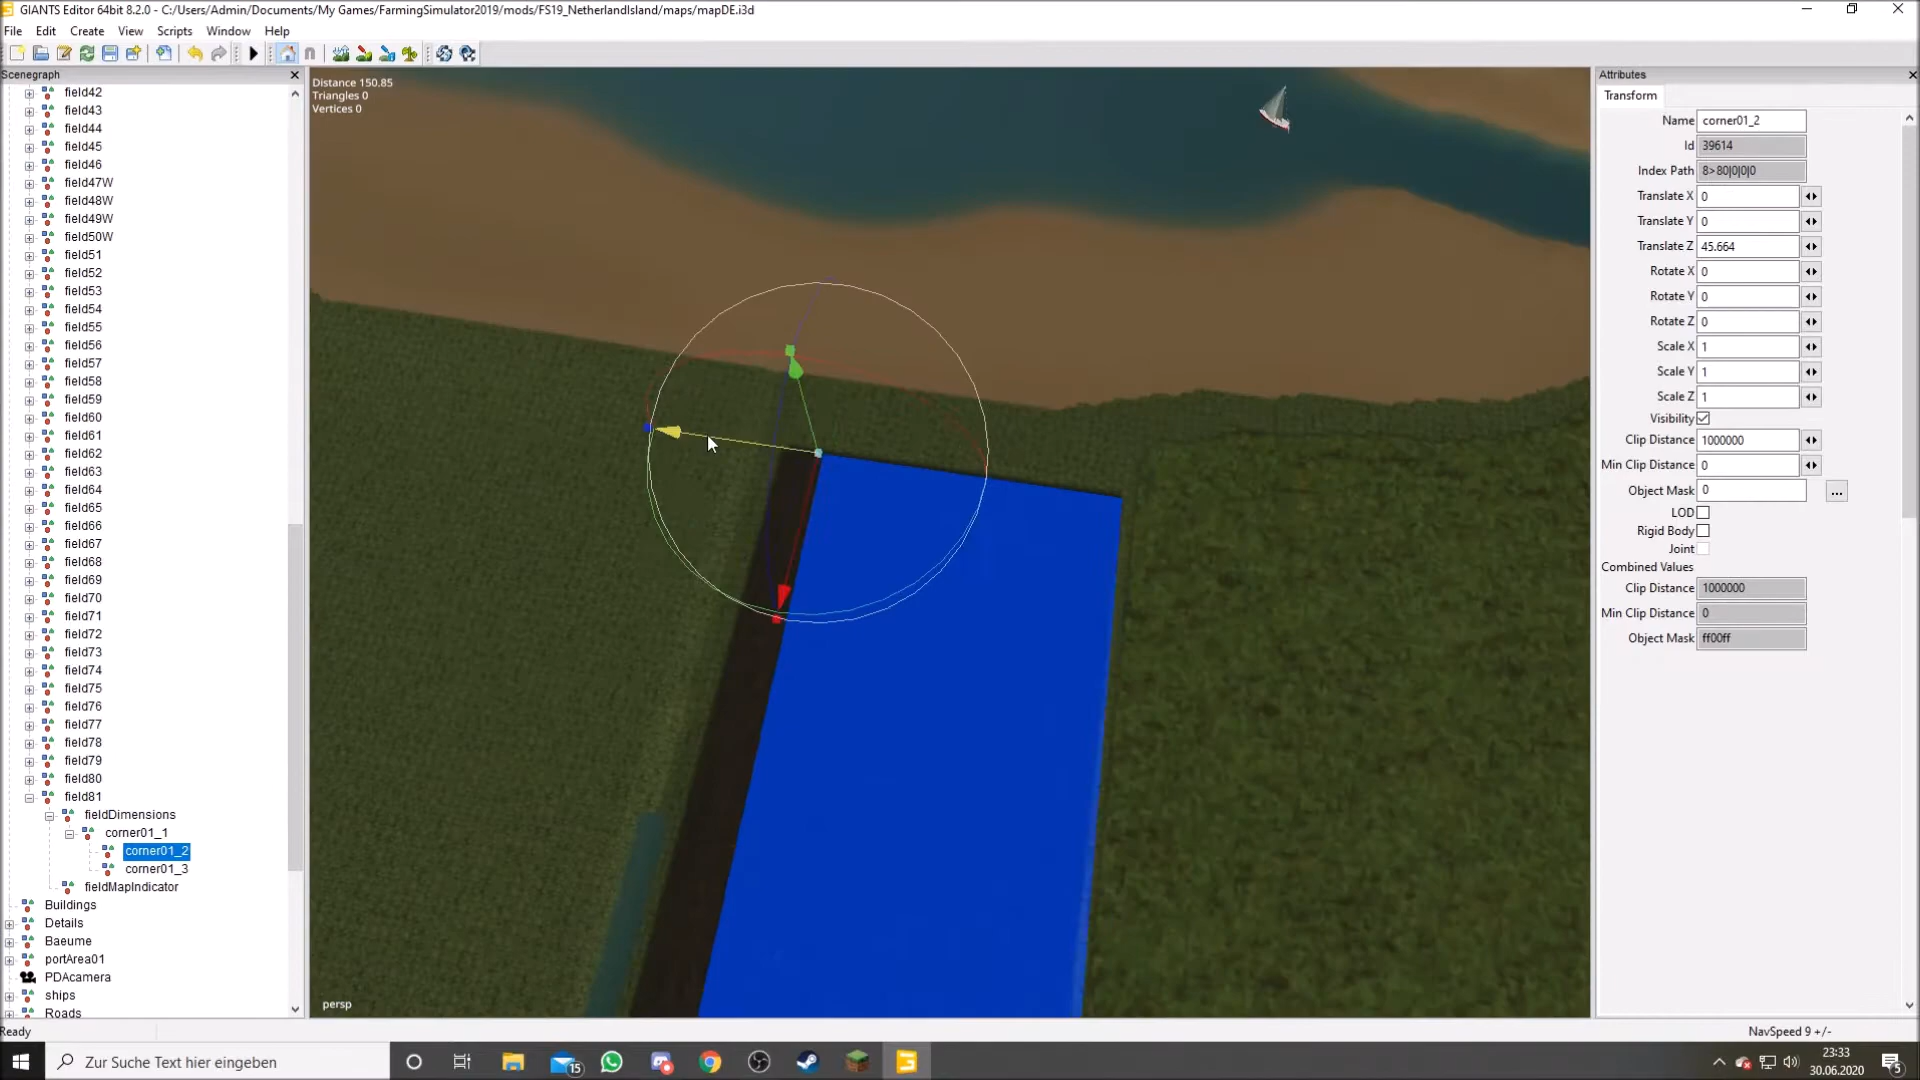 GIANTS Editor 64bit 8.2.0 - C:/Users/Admin/Documents/My Games/FarmingSimulator2019/mods/FS19_NetherlandIsland/maps/mapDE.i3d
File Edit Create View Scripts Window Help
Scenegraph
field42
field43
field44
field45
field46
field47W
field48W
field49W
field50W
field51
field52
field53
field54
field55
field56
field57
field58
field59
field60
field61
field62
field63
field64
field65
field66
field67
field68
field69
field70
field71
field72
field73
field74
field75
field76
field77
field78
field79
field80
field81
fieldDimensions
corner01_1
corner01_2
corner01_3
fieldMapIndicator
Buildings
Details
Baeume
portArea01
PDAcamera
ships
Roads
Distance 150.85
Triangles 0
Vertices 0
persp
Attributes
Transform
Name corner01_2
Id 39614
Index Path 8>80|0|0|0
Translate X 0
Translate Y 0
Translate Z 45.664
Rotate X 0
Rotate Y 0
Rotate Z 0
Scale X 1
Scale Y 1
Scale Z 1
Visibility
Clip Distance 1000000
Min Clip Distance 0
Object Mask 0 ...
LOD
Rigid Body
Joint
Combined Values
Clip Distance 1000000
Min Clip Distance 0
Object Mask ff00ff
Ready
NavSpeed 9 +/-
Zur Suche Text hier eingeben
15
23:33
30.06.2020
5